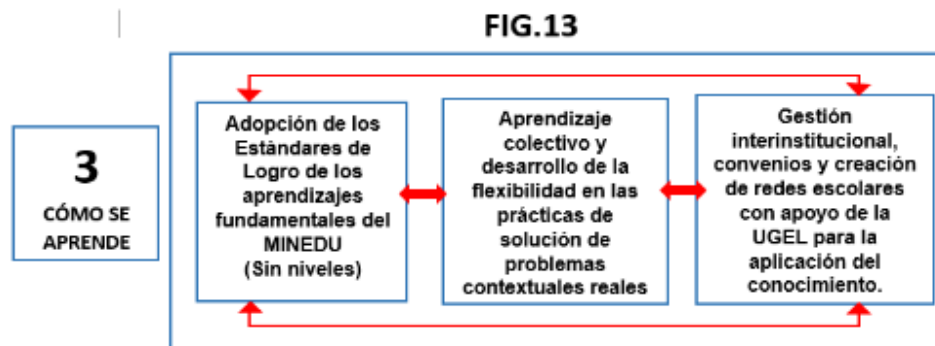 FIG.13
3
CÓMO SE
APRENDE
Adopción de los
Estándares de
Logro de los
aprendizajes
fundamentales del
MINEDU
(Sin niveles)
Aprendizaje
colectivo y
desarrollo de la
flexibilidad en las
prácticas de
solución de
problemas
contextuales reales
Gestión
interinstitucional,
convenios y creación
de redes escolares
con apoyo de la
UGEL para la
aplicación del
conocimiento.